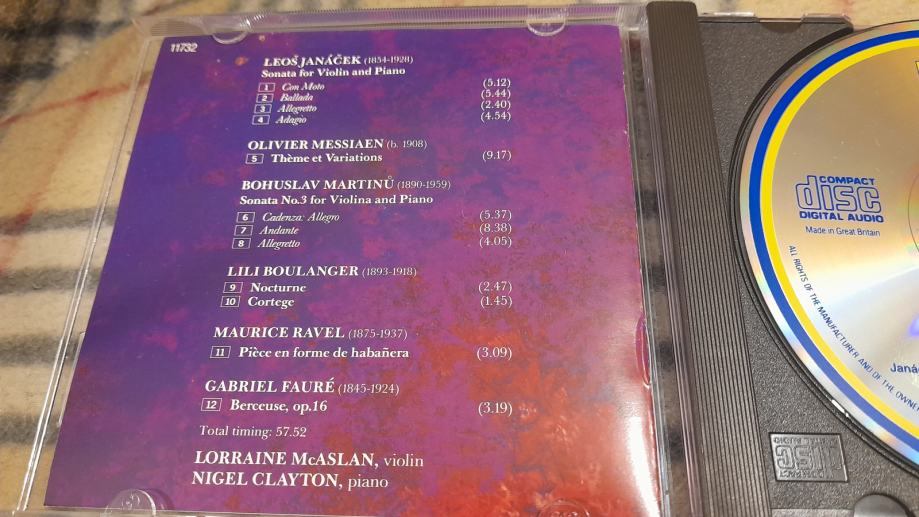 11732
LEOŠ JANÁČEK (1854-1928)
Sonata for Violin and Piano
1 Con Moto (5.12)
2 Ballada (5.44)
3 Allegretto (2.40)
4 Adagio (4.54)
OLIVIER MESSIAEN (b. 1908)
5 Thème et Variations (9.17)
BOHUSLAV MARTINŮ (1890-1959)
Sonata No.3 for Violina and Piano
6 Cadenza: Allegro (5.37)
7 Andante (8.38)
8 Allegretto (4.05)
LILI BOULANGER (1893-1918)
9 Nocturne (2.47)
10 Cortege (1.45)
MAURICE RAVEL (1875-1937)
11 Pièce en forme de habañera (3.09)
GABRIEL FAURÉ (1845-1924)
12 Berceuse, op.16 (3.19)
Total timing: 57.52
LORRAINE McASLAN, violin
NIGEL CLAYTON, piano
COMPACT
disc
DIGITAL AUDIO
Made in Great Britain
ALL RIGHTS OF THE MANUFACTURER AND OF THE OWNE
Janá
COMPACT
disc
DIGITAL AUDIO